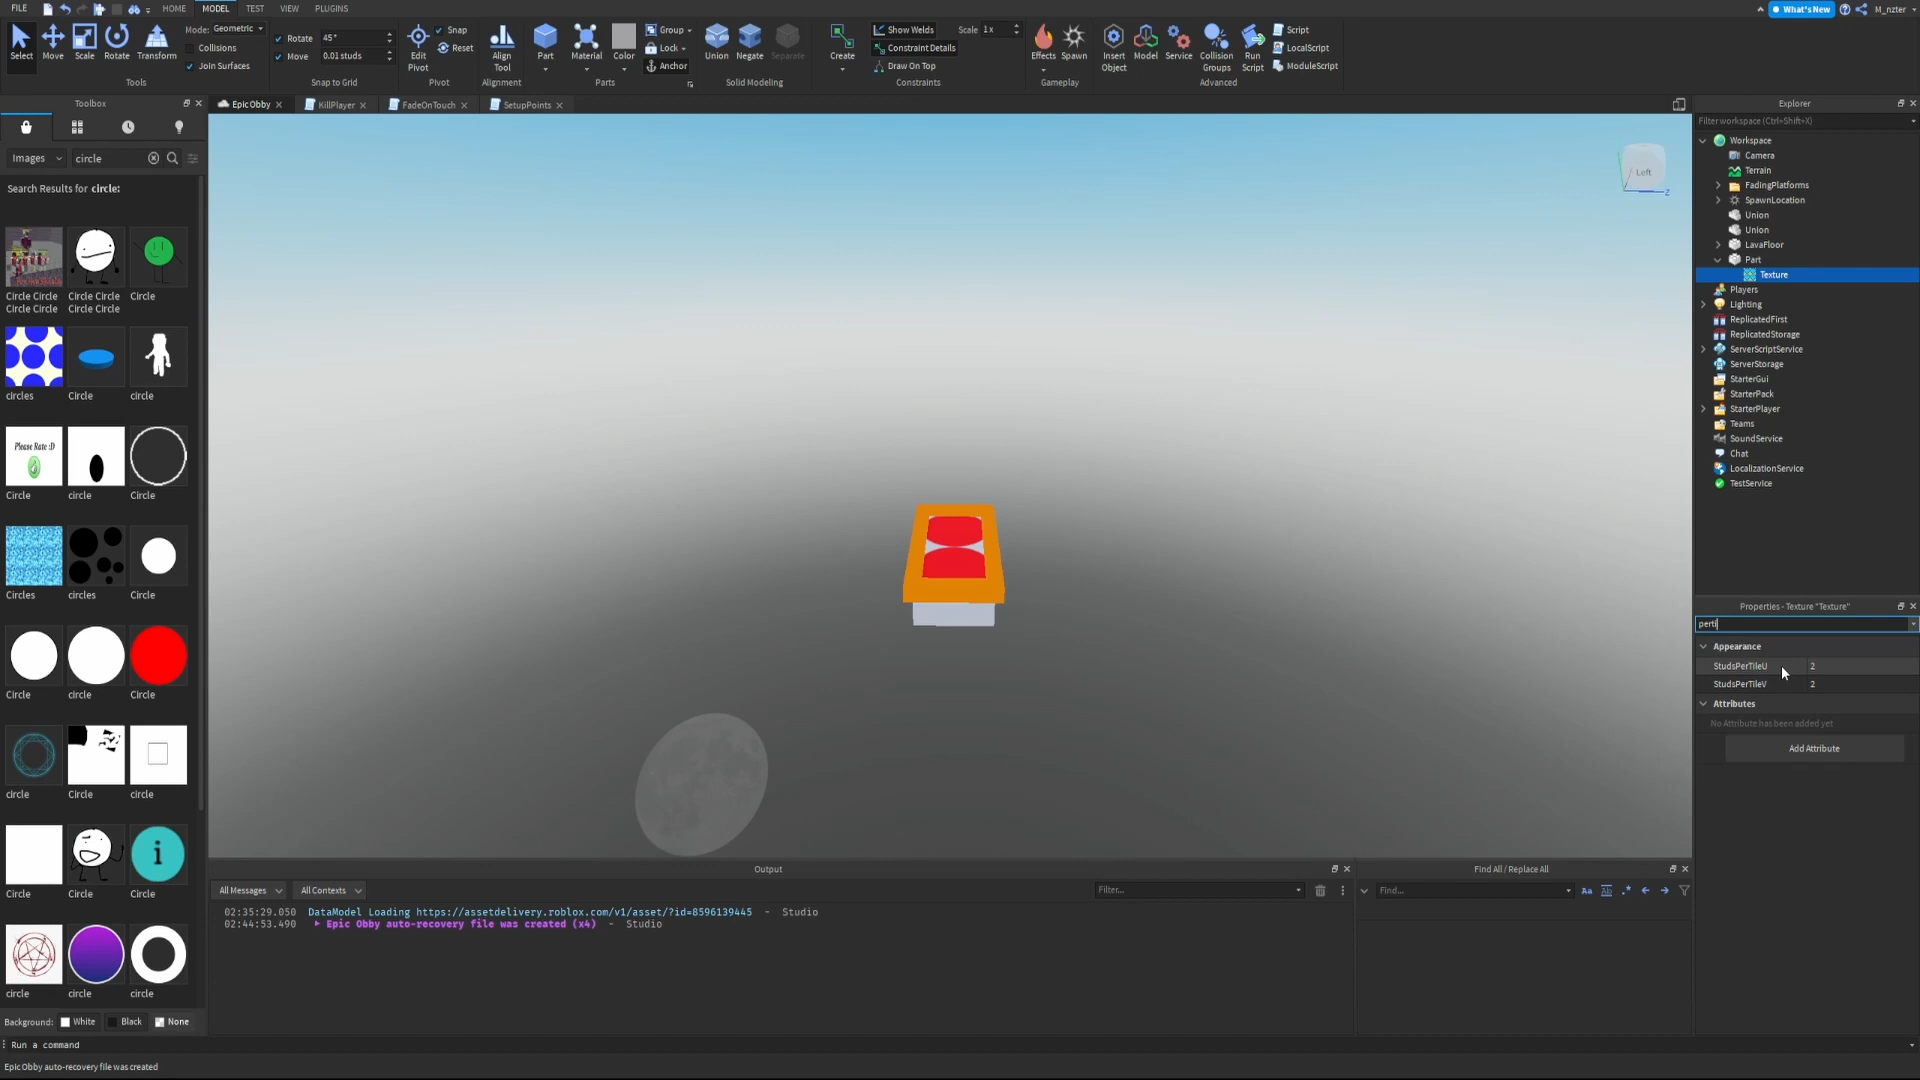 FILE HOME MODEL TEST VIEW PLUGINS What's New M_nzter
Select Move Scale Rotate Transform
Mode: Geometric
Collisions
Join Surfaces
Tools
Rotate 45°
Move 0.01 studs
Snap to Grid
Edit Pivot
Snap
Reset
Pivot
Align Tool
Alignment
Part Material Color
Group
Lock
Anchor
Parts
Union Negate Separate
Solid Modeling
Create
Show Welds Scale 1x
Constraint Details
Draw On Top
Constraints
Effects Spawn
Gameplay
Insert Object Model Service Collision Groups Run Script
Script
LocalScript
ModuleScript
Advanced
Toolbox
Images circle
Search Results for circle:
Circle Circle Circle Circle
Circle Circle Circle Circle
Circle
circles Circle circle
Please Rate :D
Circle circle Circle
Circles circles Circle
Circle Circle Circle
circle Circle circle
i
Circle Circle Circle
circle circle circle
Background: White Black None
Epic Obby KillPlayer FadeOnTouch SetupPoints
Left
Z
Explorer
Filter workspace (Ctrl+Shift+X)
Workspace
Camera
Terrain
FadingPlatforms
SpawnLocation
Union
Union
LavaFloor
Part
Texture
Players
Lighting
ReplicatedFirst
ReplicatedStorage
ServerScriptService
ServerStorage
StarterGui
StarterPack
StarterPlayer
Teams
SoundService
Chat
LocalizationService
TestService
Properties - Texture "Texture"
perti
Appearance
StudsPerTileU 2
StudsPerTileV 2
Attributes
No Attribute has been added yet
Add Attribute
Output
All Messages All Contexts Filter...
02:35:29.050 DataModel Loading https://assetdelivery.roblox.com/v1/asset/?id=8596139445 - Studio
02:44:53.490 Epic Obby auto-recovery file was created (x4) - Studio
Find All / Replace All
Find... Aa Ab .*
Run a command
Epic Obby auto-recovery file was created